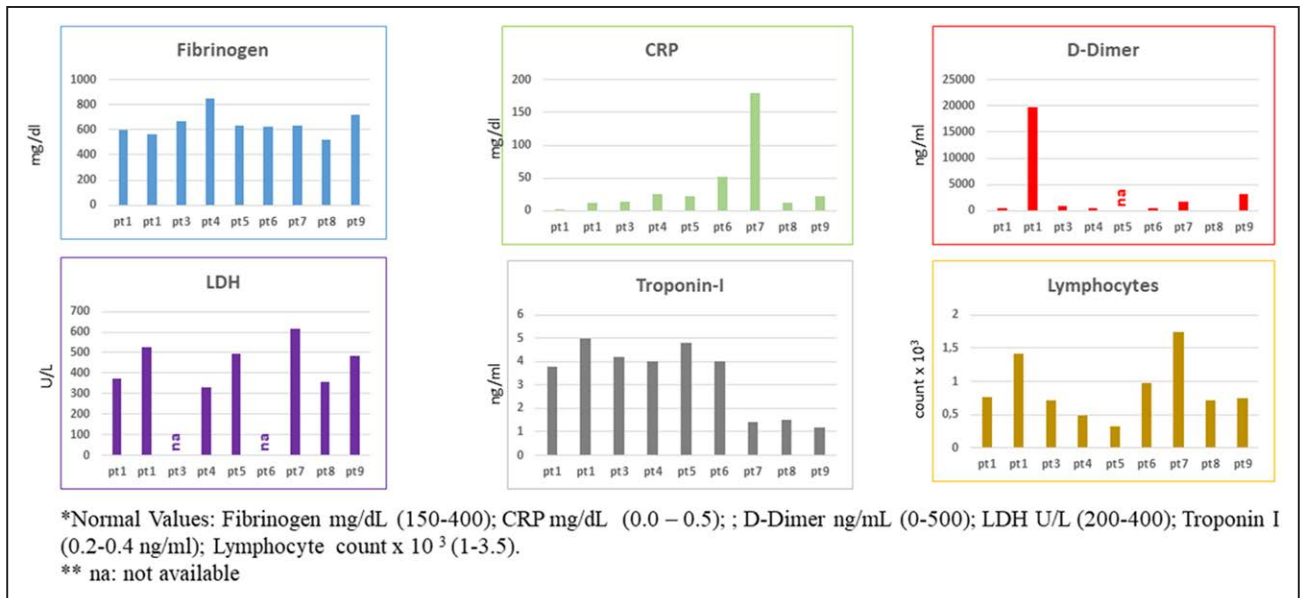 Fibrinogen
1000
800
600
400
200
0
mg/dl
pt1 pt1 pt3 pt4 pt5 pt6 pt7 pt8 pt9
CRP
200
150
100
50
0
mg/dl
pt1 pt1 pt3 pt4 pt5 pt6 pt7 pt8 pt9
D-Dimer
25000
20000
15000
10000
5000
0
ng/ml
na
pt1 pt1 pt3 pt4 pt5 pt6 pt7 pt8 pt9
LDH
700
600
500
400
300
200
100
0
U/L
na
na
pt1 pt1 pt3 pt4 pt5 pt6 pt7 pt8 pt9
Troponin-I
6
5
4
3
2
1
0
ng/ml
pt1 pt1 pt3 pt4 pt5 pt6 pt7 pt8 pt9
Lymphocytes
2
1,5
1
0,5
0
count x 10³
pt1 pt1 pt3 pt4 pt5 pt6 pt7 pt8 pt9
*Normal Values: Fibrinogen mg/dL (150-400); CRP mg/dL (0.0 – 0.5); ; D-Dimer ng/mL (0-500); LDH U/L (200-400); Troponin I
(0.2-0.4 ng/ml); Lymphocyte count x 10 ³ (1-3.5).
** na: not available